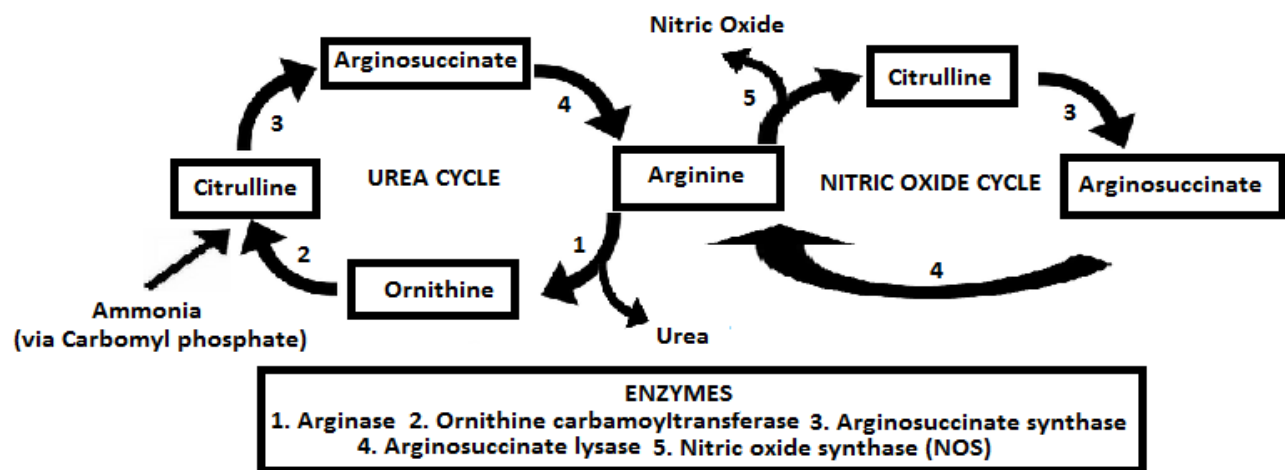 Nitric Oxide
Arginosuccinate
Citrulline
3
4
5
3
Citrulline
UREA CYCLE
Arginine
NITRIC OXIDE CYCLE
Arginosuccinate
2
1
4
Ornithine
Ammonia
(via Carbomyl phosphate)
Urea
ENZYMES
1. Arginase 2. Ornithine carbamoyltransferase 3. Arginosuccinate synthase
4. Arginosuccinate lysase 5. Nitric oxide synthase (NOS)